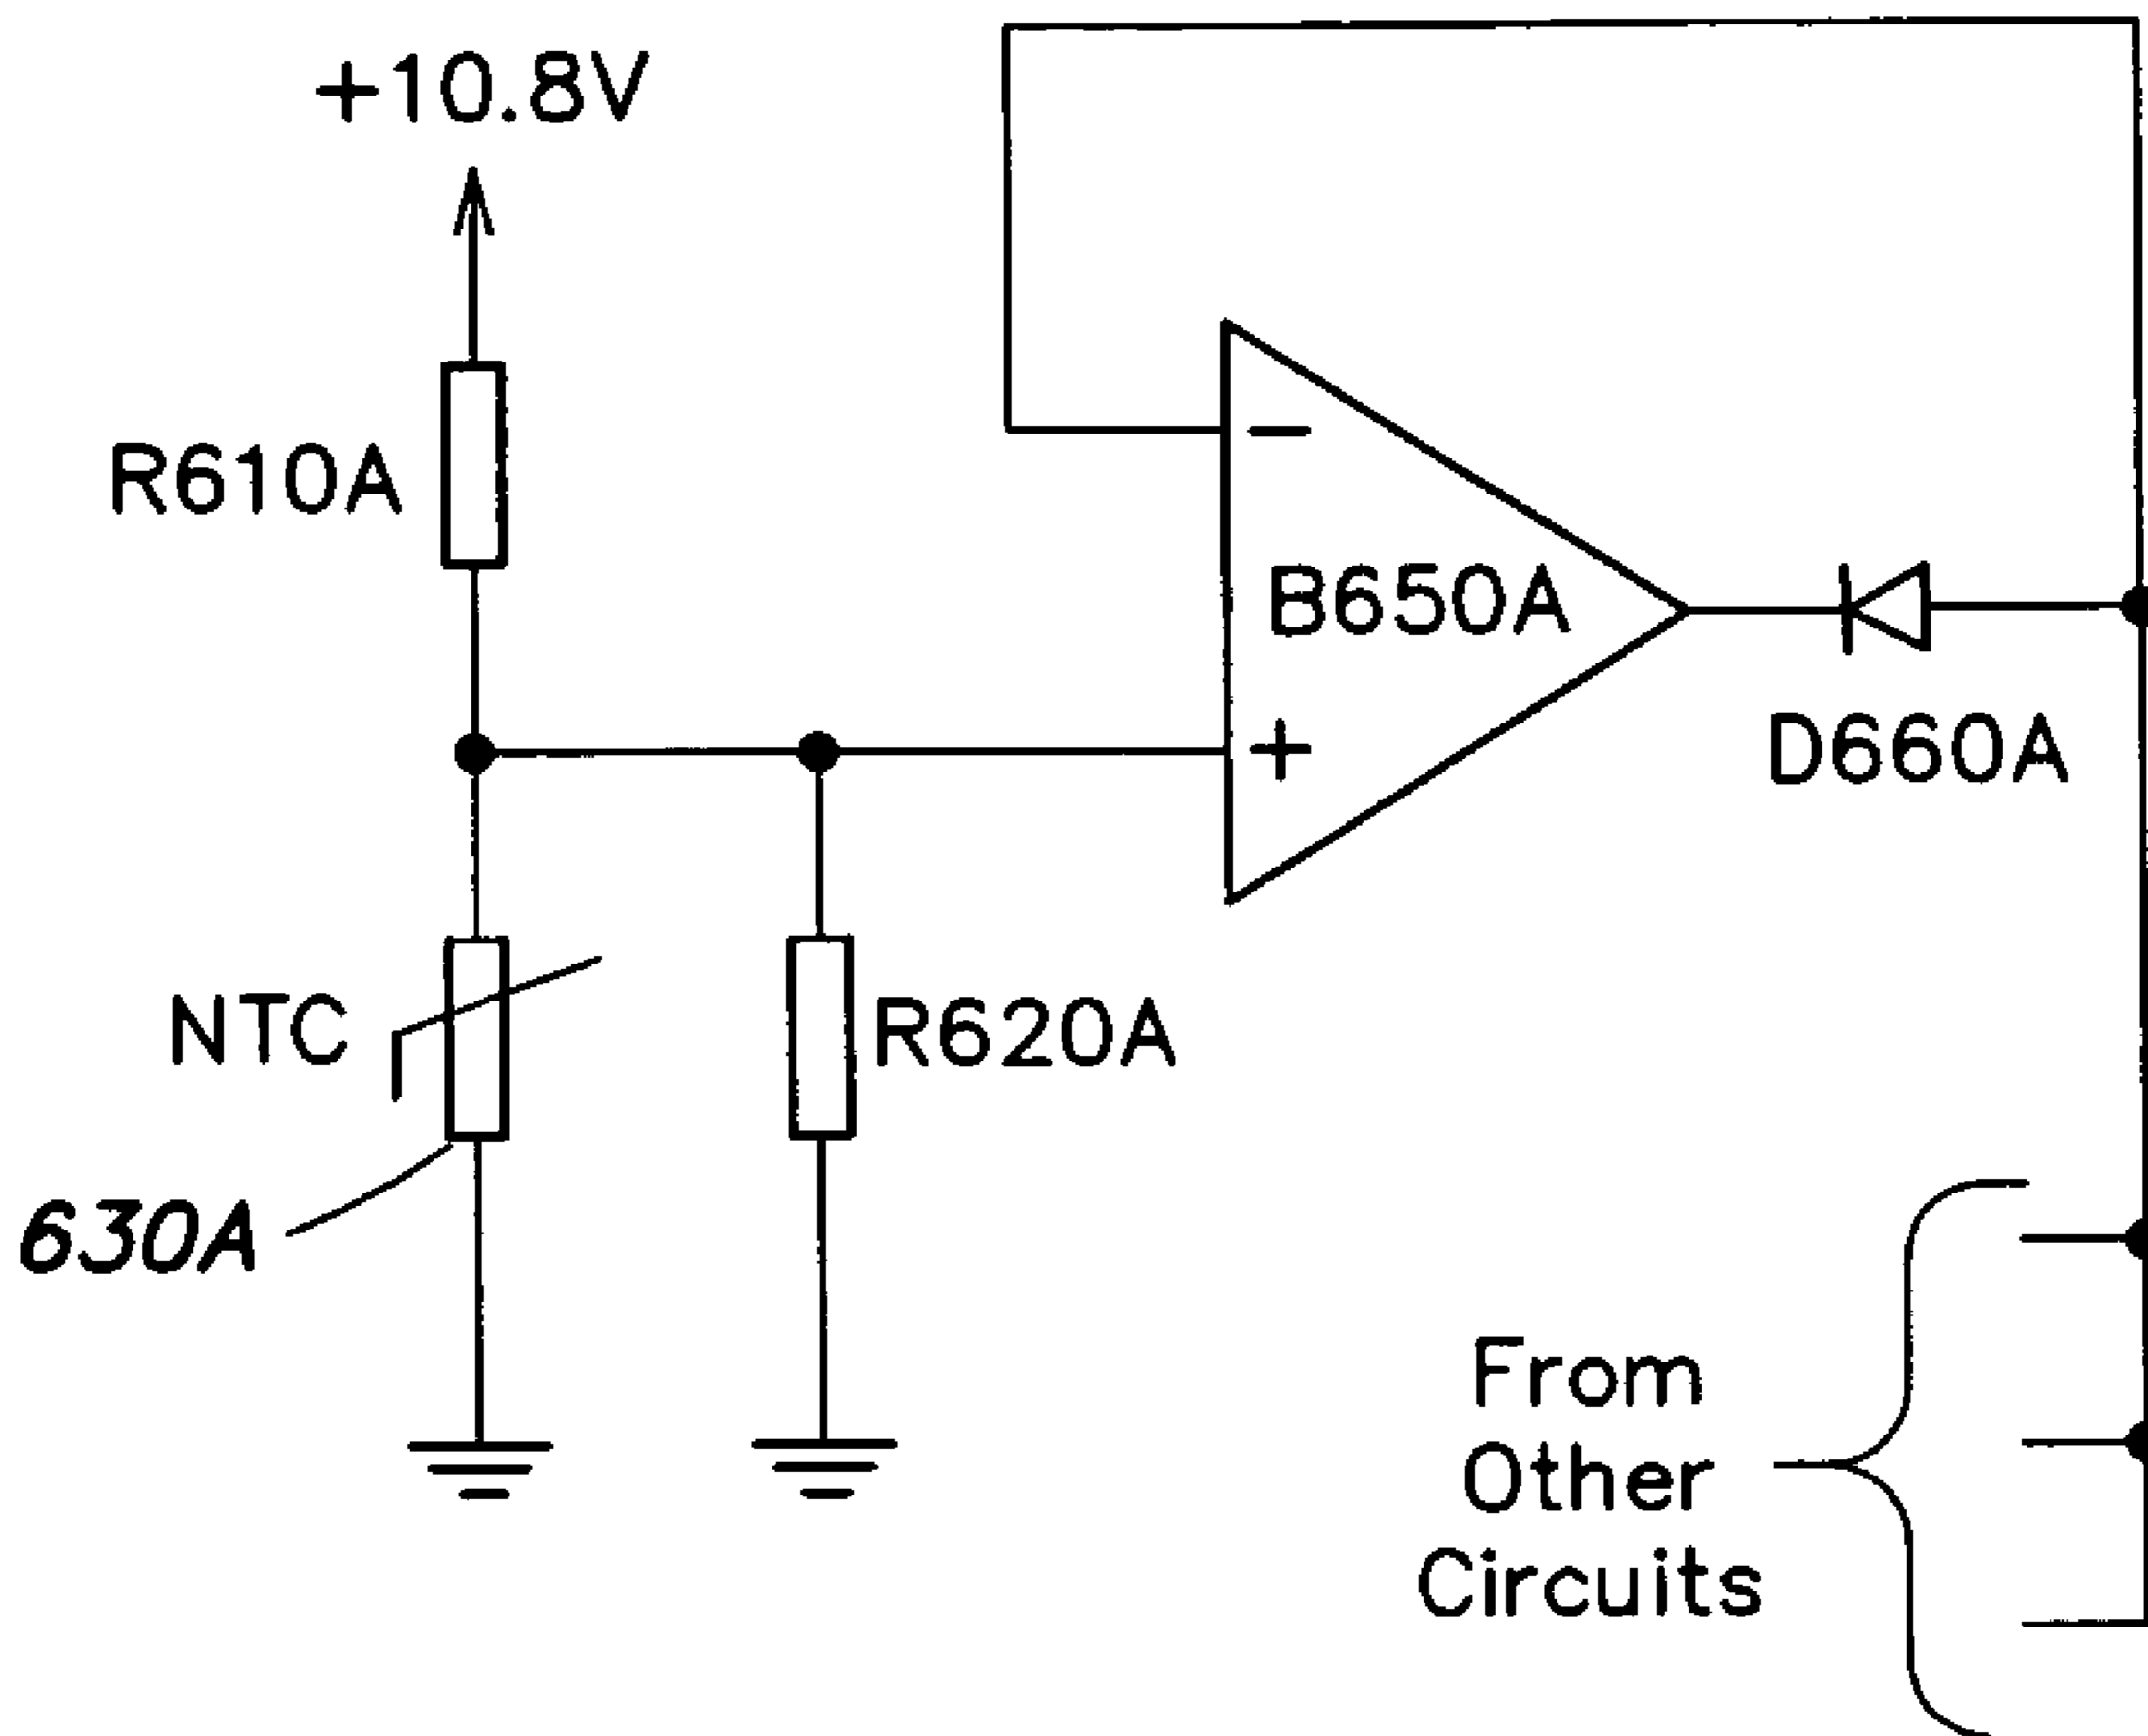 +10.8V
R610A
−
B650A
+
D660A
NTC
R620A
630A
From
Other
Circuits